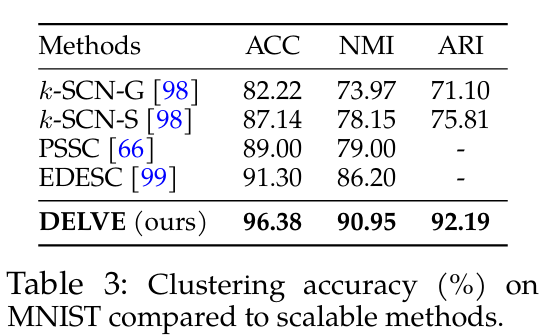 Methods ACC NMI ARI
k-SCN-G [98] 82.22 73.97 71.10
k-SCN-S [98] 87.14 78.15 75.81
PSSC [66] 89.00 79.00 -
EDESC [99] 91.30 86.20 -
DELVE (ours) 96.38 90.95 92.19
Table 3: Clustering accuracy (%) on
MNIST compared to scalable methods.